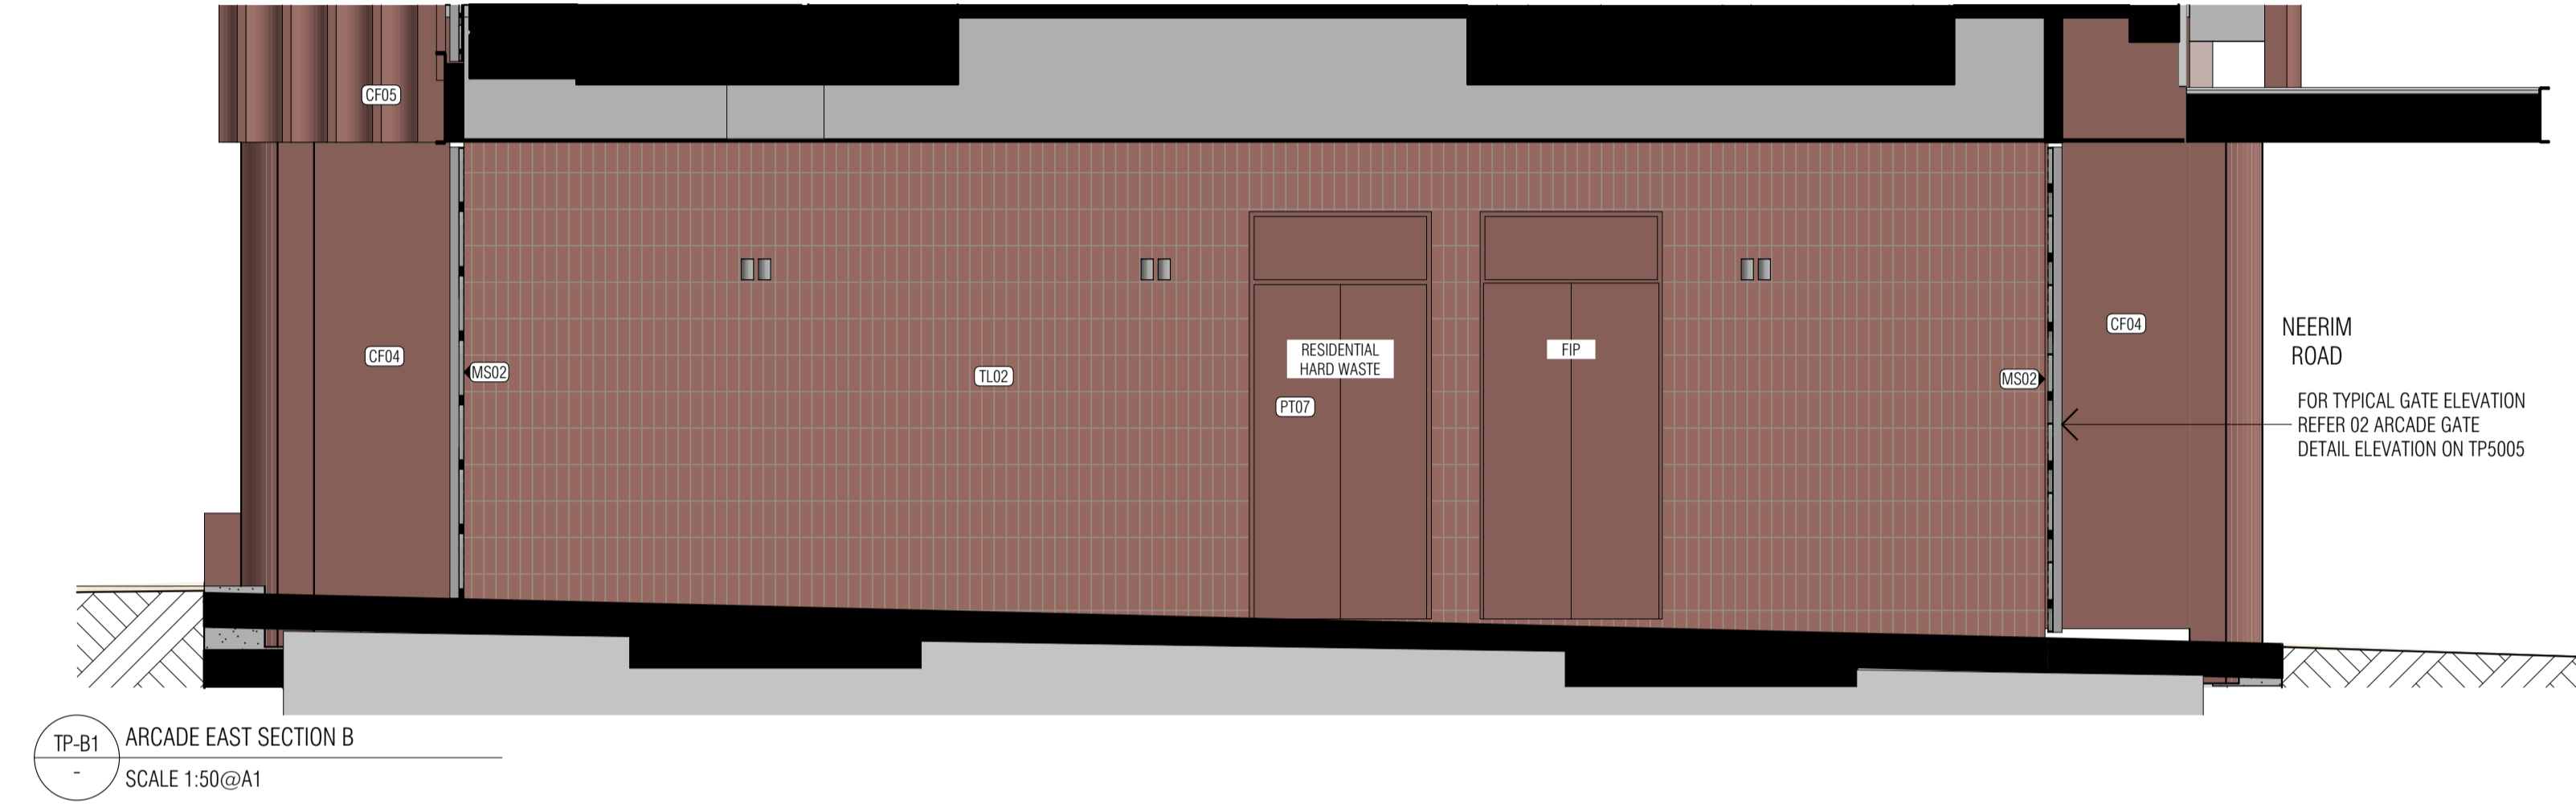 CF05
CF04
MS02
TL02
RESIDENTIAL
HARD WASTE
PT07
FIP
MS02
CF04
NEERIM
ROAD
FOR TYPICAL GATE ELEVATION
REFER 02 ARCADE GATE
DETAIL ELEVATION ON TP5005
TP-B1
-
ARCADE EAST SECTION B
SCALE 1:50@A1